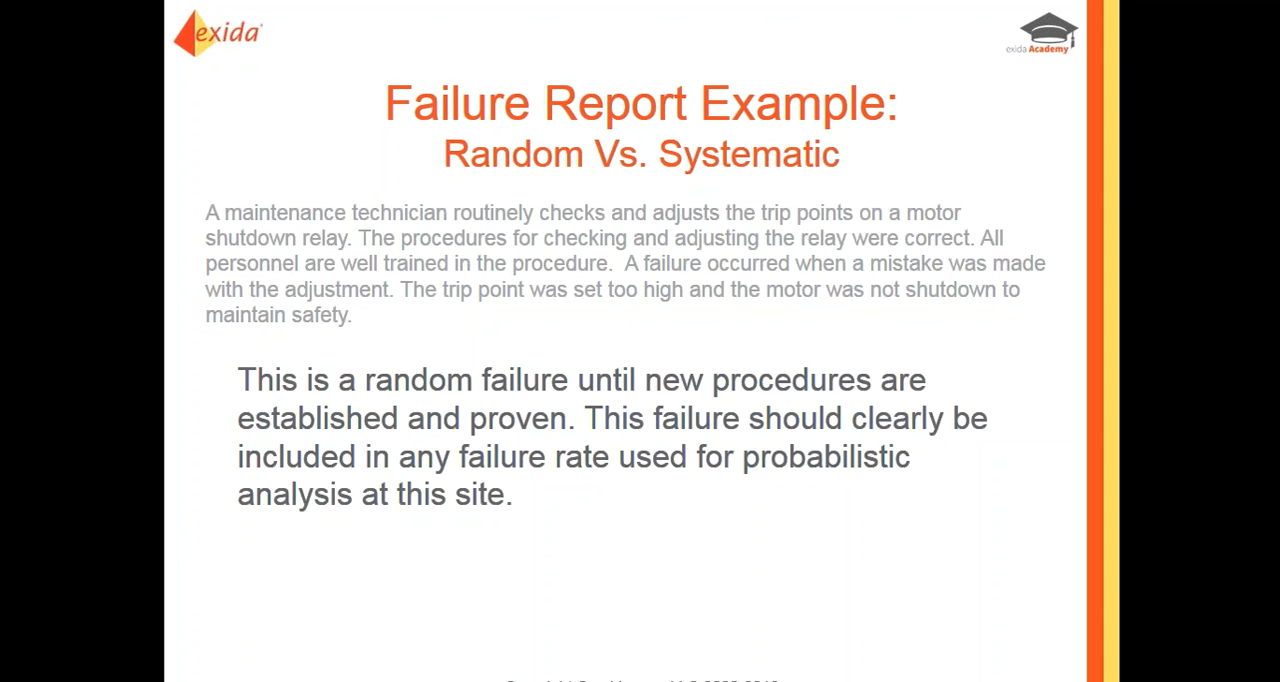 exida
exida Academy
Failure Report Example:
Random Vs. Systematic
A maintenance technician routinely checks and adjusts the trip points on a motor
shutdown relay. The procedures for checking and adjusting the relay were correct. All
personnel are well trained in the procedure. A failure occurred when a mistake was made
with the adjustment. The trip point was set too high and the motor was not shutdown to
maintain safety.
This is a random failure until new procedures are
established and proven. This failure should clearly be
included in any failure rate used for probabilistic
analysis at this site.